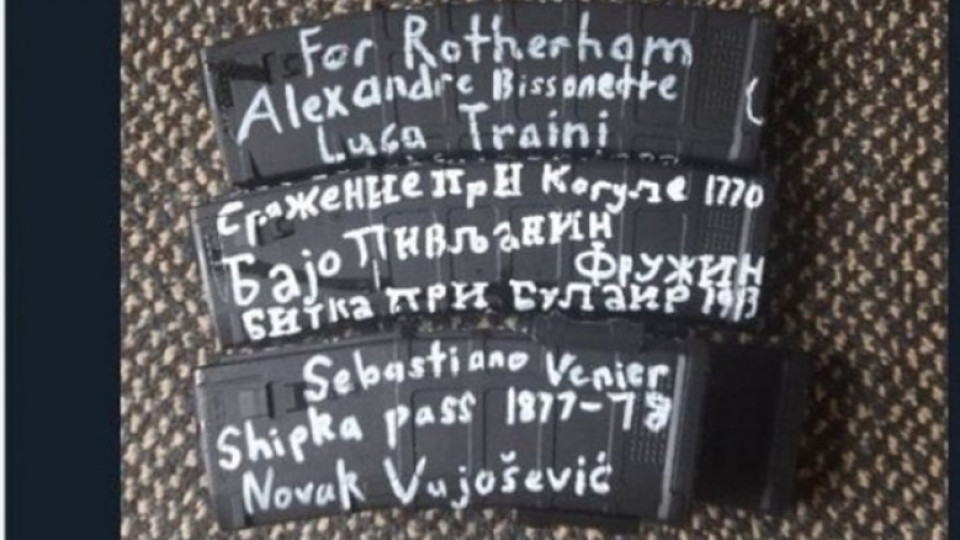 For Rotherham
Alexandre Bissonette
Luca Traini
Сражение при Кагуле 1770
Бајо Пивљанин
Фружин
Битка при Булаир 1913
Sebastiano Venier
Shipka pass 1877-78
Novak Vujošević